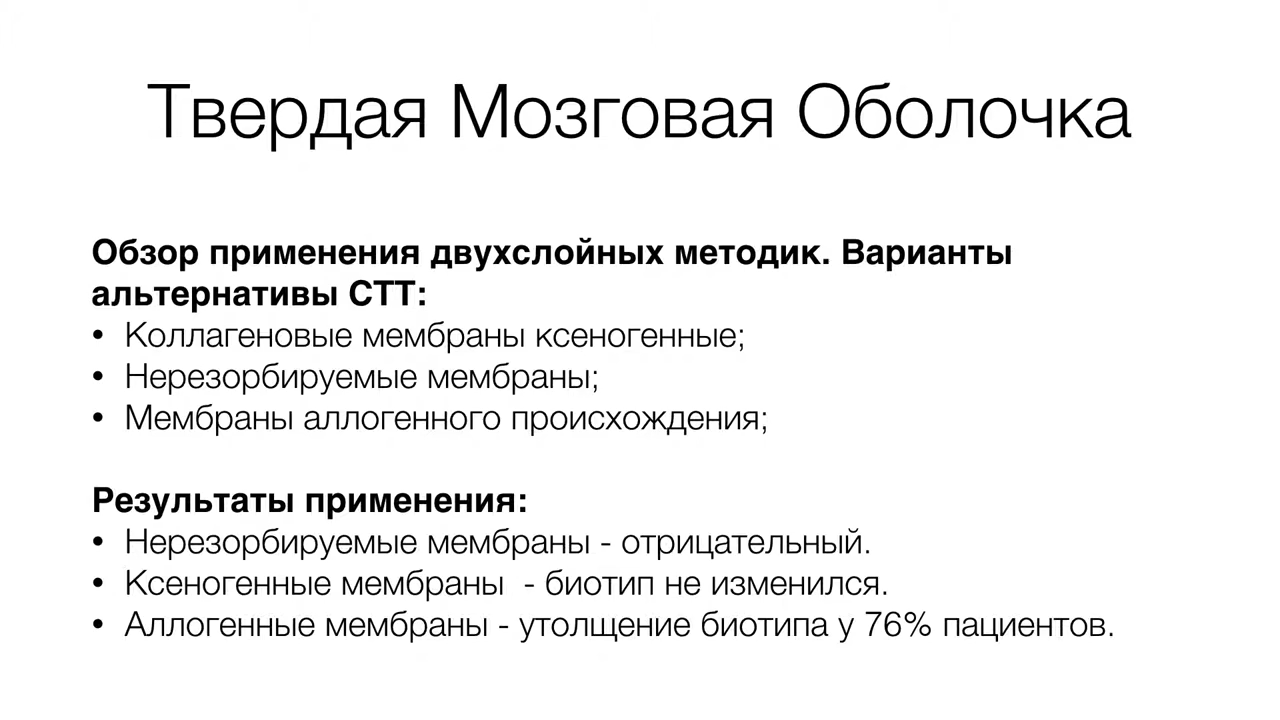 Твердая Мозговая Оболочка
Обзор применения двухслойных методик. Варианты
альтернативы СТТ:
• Коллагеновые мембраны ксеногенные;
• Нерезорбируемые мембраны;
• Мембраны аллогенного происхождения;
Результаты применения:
• Нерезорбируемые мембраны - отрицательный.
• Ксеногенные мембраны  - биотип не изменился.
• Аллогенные мембраны - утолщение биотипа у 76% пациентов.